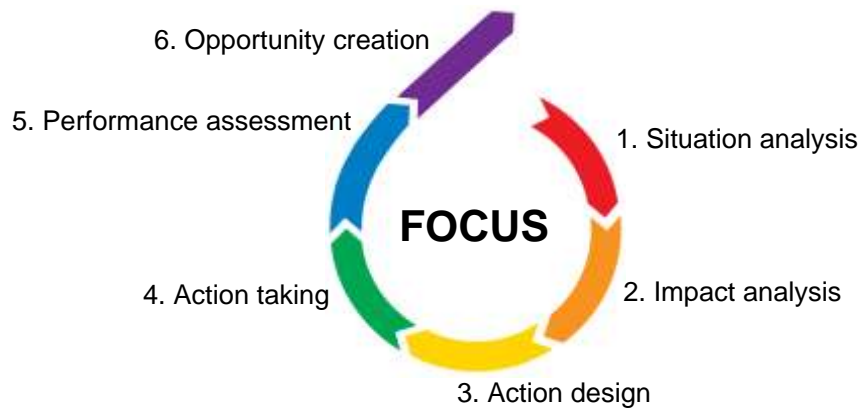 6. Opportunity creation
5. Performance assessment
1. Situation analysis
FOCUS
4. Action taking
2. Impact analysis
3. Action design